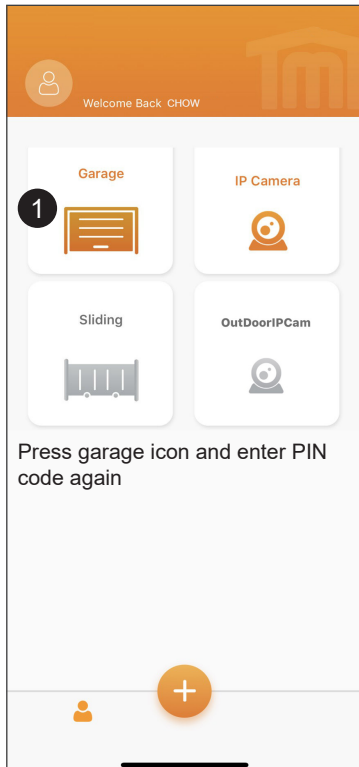 Welcome Back CHOW
Garage
IP Camera
1
Sliding
OutDoorIPCam
Press garage icon and enter PIN
code again